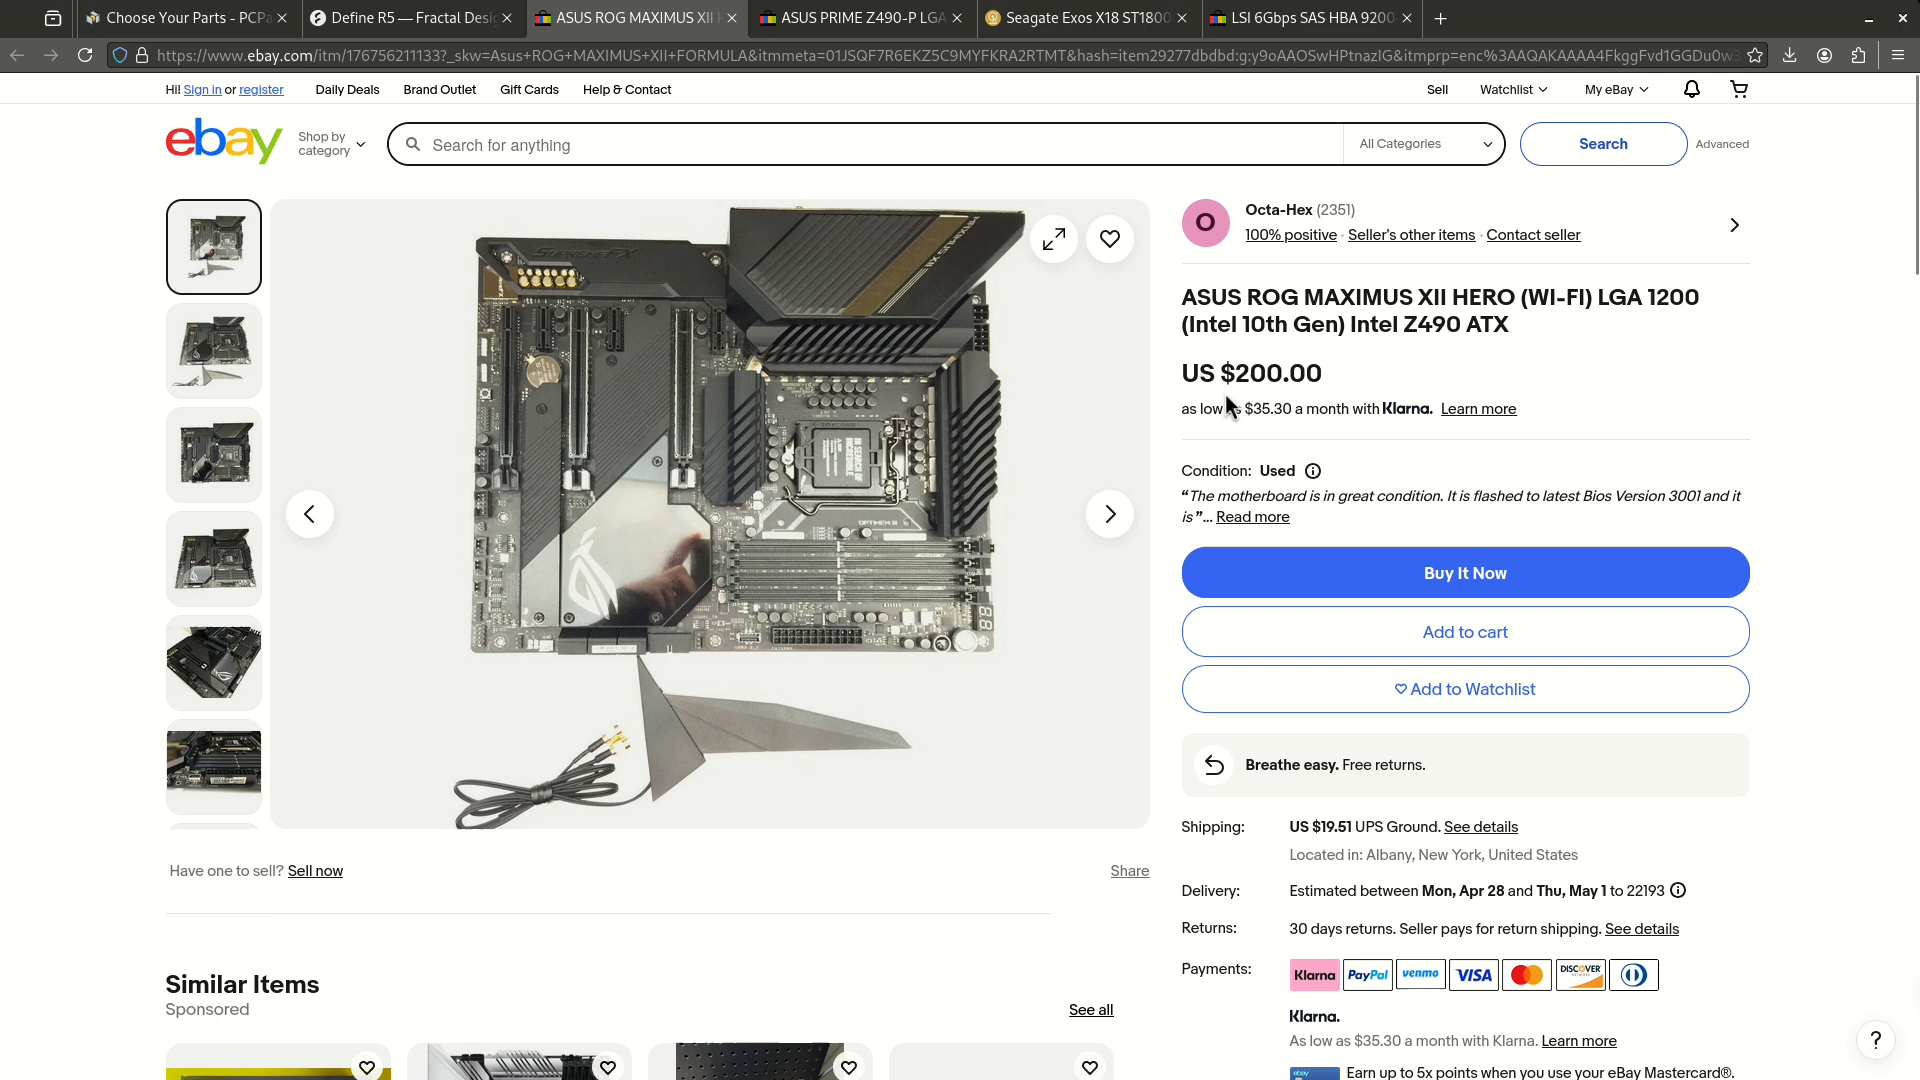 Choose Your Parts - PCPa
Define R5 — Fractal Desi
ASUS ROG MAXIMUS XII H
ASUS PRIME Z490-P LGA
Seagate Exos X18 ST1800
LSI 6Gbps SAS HBA 9200
https://www.ebay.com/itm/176756211133?_skw=Asus+ROG+MAXIMUS+XII+FORMULA&itmmeta=01JSQF7R6EKZ5C9MYFKRA2RTMT&hash=item29277dbdbd:g:y9oAAOSwHPtnazIG&itmprp=enc%3AAQAKAAAA4FkggFvd1GGDu0w3
Hi! Sign in or register
Daily Deals
Brand Outlet
Gift Cards
Help & Contact
Sell
Watchlist
My eBay
ebay
Shop by
category
Search for anything
All Categories
Search
Advanced
O
Octa-Hex (2351)
100% positive · Seller's other items · Contact seller
ASUS ROG MAXIMUS XII HERO (WI-FI) LGA 1200
(Intel 10th Gen) Intel Z490 ATX
US $200.00
as low as $35.30 a month with Klarna. Learn more
Condition: Used
“The motherboard is in great condition. It is flashed to latest Bios Version 3001 and it
is”... Read more
Buy It Now
Add to cart
Add to Watchlist
Breathe easy. Free returns.
Shipping: US $19.51 UPS Ground. See details
Located in: Albany, New York, United States
Delivery: Estimated between Mon, Apr 28 and Thu, May 1 to 22193
Returns: 30 days returns. Seller pays for return shipping. See details
Payments: Klarna PayPal venmo VISA DISCOVER
Klarna.
As low as $35.30 a month with Klarna. Learn more
Earn up to 5x points when you use your eBay Mastercard®.
Have one to sell? Sell now
Share
Similar Items
Sponsored
See all
?